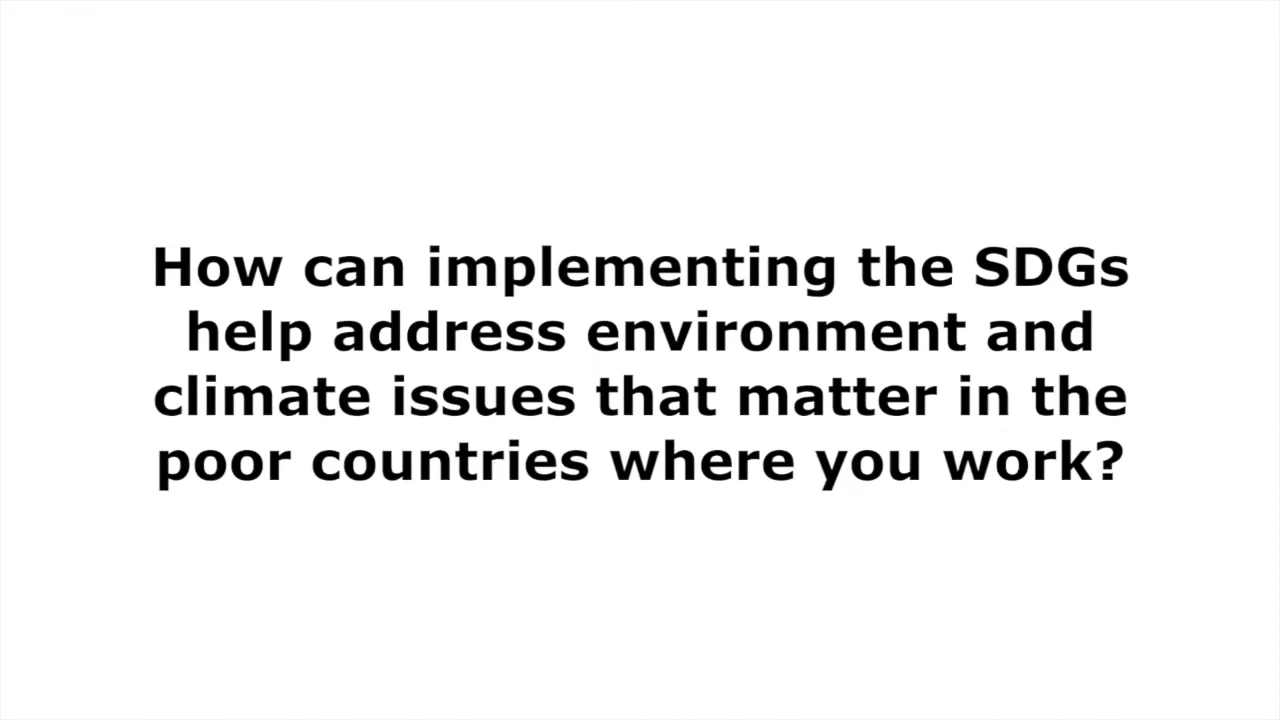 How can implementing the SDGs
help address environment and
climate issues that matter in the
poor countries where you work?